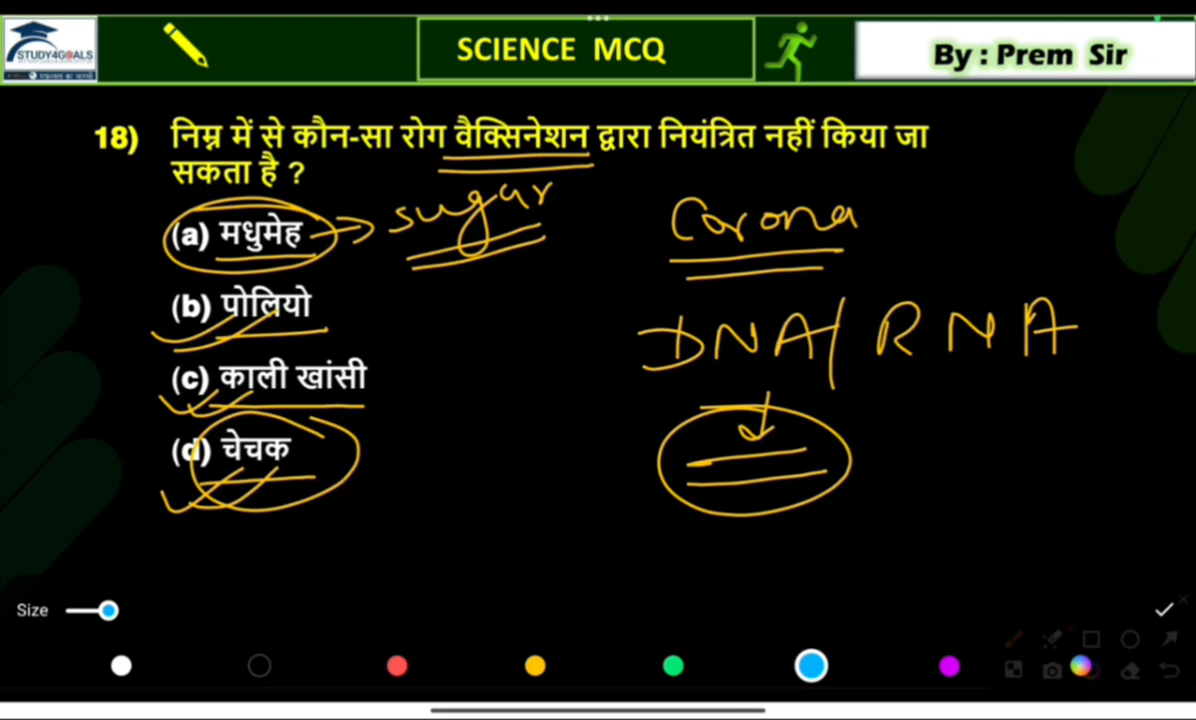 STUDY4GOALS
SCIENCE MCQ
By : Prem Sir
18) निम्न में से कौन-सा रोग वैक्सिनेशन द्वारा नियंत्रित नहीं किया जा
सकता है ?
(a) मधुमेह
sugar
Corona
(b) पोलियो
DNA/RNA
(c) काली खांसी
(d) चेचक
Size